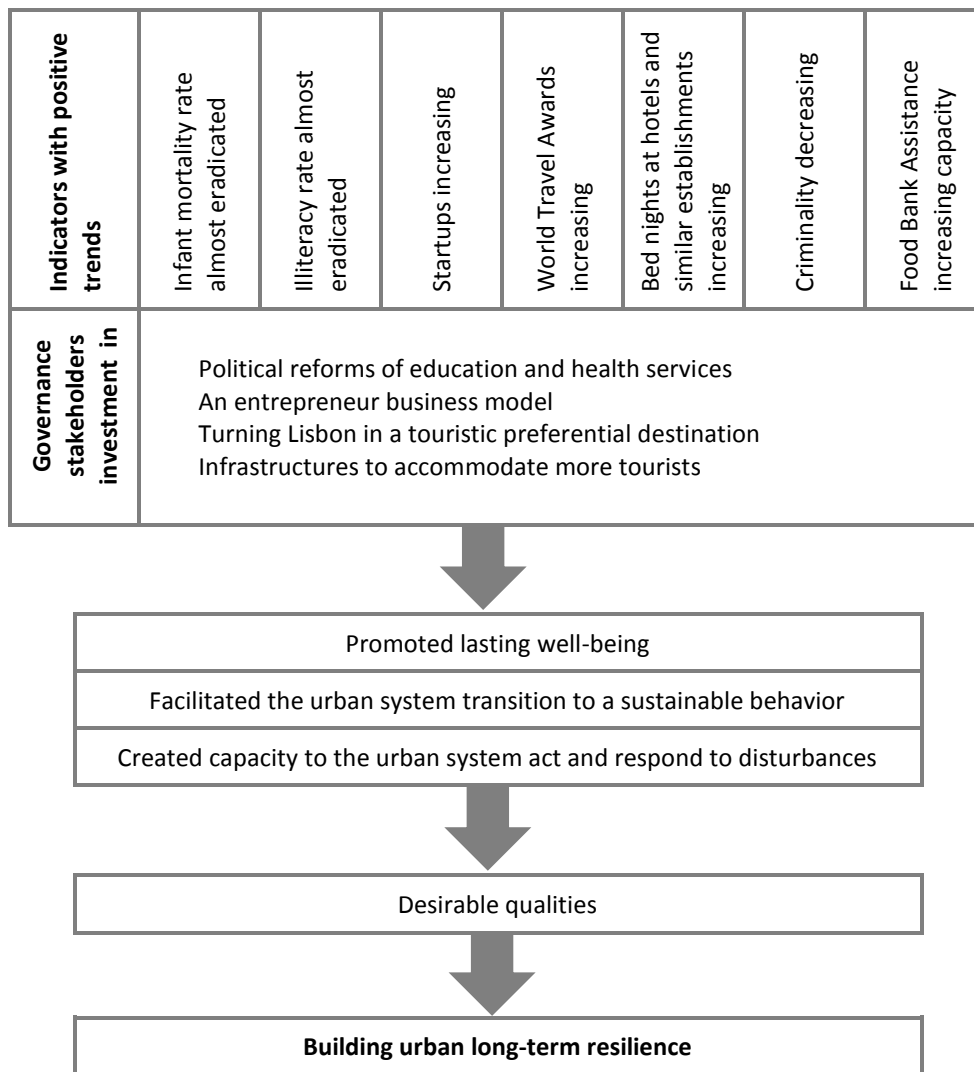 Indicators with positive
trends
Infant mortality rate
almost eradicated
Illiteracy rate almost
eradicated
Startups increasing
World Travel Awards
increasing
Bed nights at hotels and
similar establishments
increasing
Criminality decreasing
Food Bank Assistance
increasing capacity
Governance
stakeholders
investment in
Political reforms of education and health services
An entrepreneur business model
Turning Lisbon in a touristic preferential destination
Infrastructures to accommodate more tourists
Promoted lasting well-being
Facilitated the urban system transition to a sustainable behavior
Created capacity to the urban system act and respond to disturbances
Desirable qualities
Building urban long-term resilience